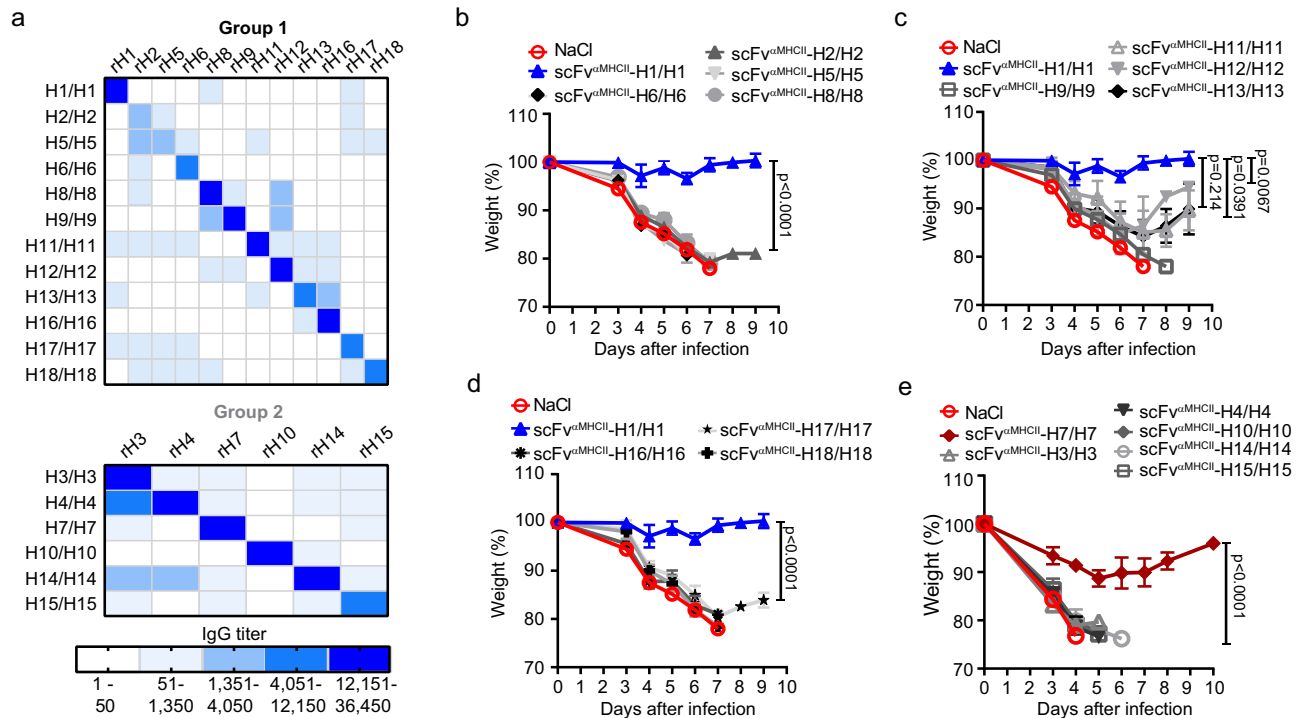 a
Group 1
rH1 rH2 rH5 rH6 rH8 rH9 rH11 rH12 rH13 rH16 rH17 rH18
H1/H1
H2/H2
H5/H5
H6/H6
H8/H8
H9/H9
H11/H11
H12/H12
H13/H13
H16/H16
H17/H17
H18/H18
Group 2
rH3 rH4 rH7 rH10 rH14 rH15
H3/H3
H4/H4
H7/H7
H10/H10
H14/H14
H15/H15
IgG titer
1 - 51- 1,351- 4,051- 12,151-
50 1,350 4,050 12,150 36,450
b
NaCl scFvαMHCII-H2/H2
scFvαMHCII-H1/H1 scFvαMHCII-H5/H5
scFvαMHCII-H6/H6 scFvαMHCII-H8/H8
110
100
90
80
70
Weight (%)
p<0.0001
0 1 2 3 4 5 6 7 8 9 10
Days after infection
c
NaCl scFvαMHCII-H11/H11
scFvαMHCII-H1/H1 scFvαMHCII-H12/H12
scFvαMHCII-H9/H9 scFvαMHCII-H13/H13
110
100
90
80
70
Weight (%)
p=0.214
p=0.0391
p=0.0067
0 1 2 3 4 5 6 7 8 9 10
Days after infection
d
NaCl
scFvαMHCII-H1/H1 scFvαMHCII-H17/H17
scFvαMHCII-H16/H16 scFvαMHCII-H18/H18
110
100
90
80
70
Weight (%)
p<0.0001
0 1 2 3 4 5 6 7 8 9 10
Days after infection
e
NaCl scFvαMHCII-H4/H4
scFvαMHCII-H7/H7 scFvαMHCII-H10/H10
scFvαMHCII-H3/H3 scFvαMHCII-H14/H14
scFvαMHCII-H15/H15
110
100
90
80
70
Weight (%)
p<0.0001
0 1 2 3 4 5 6 7 8 9 10
Days after infection